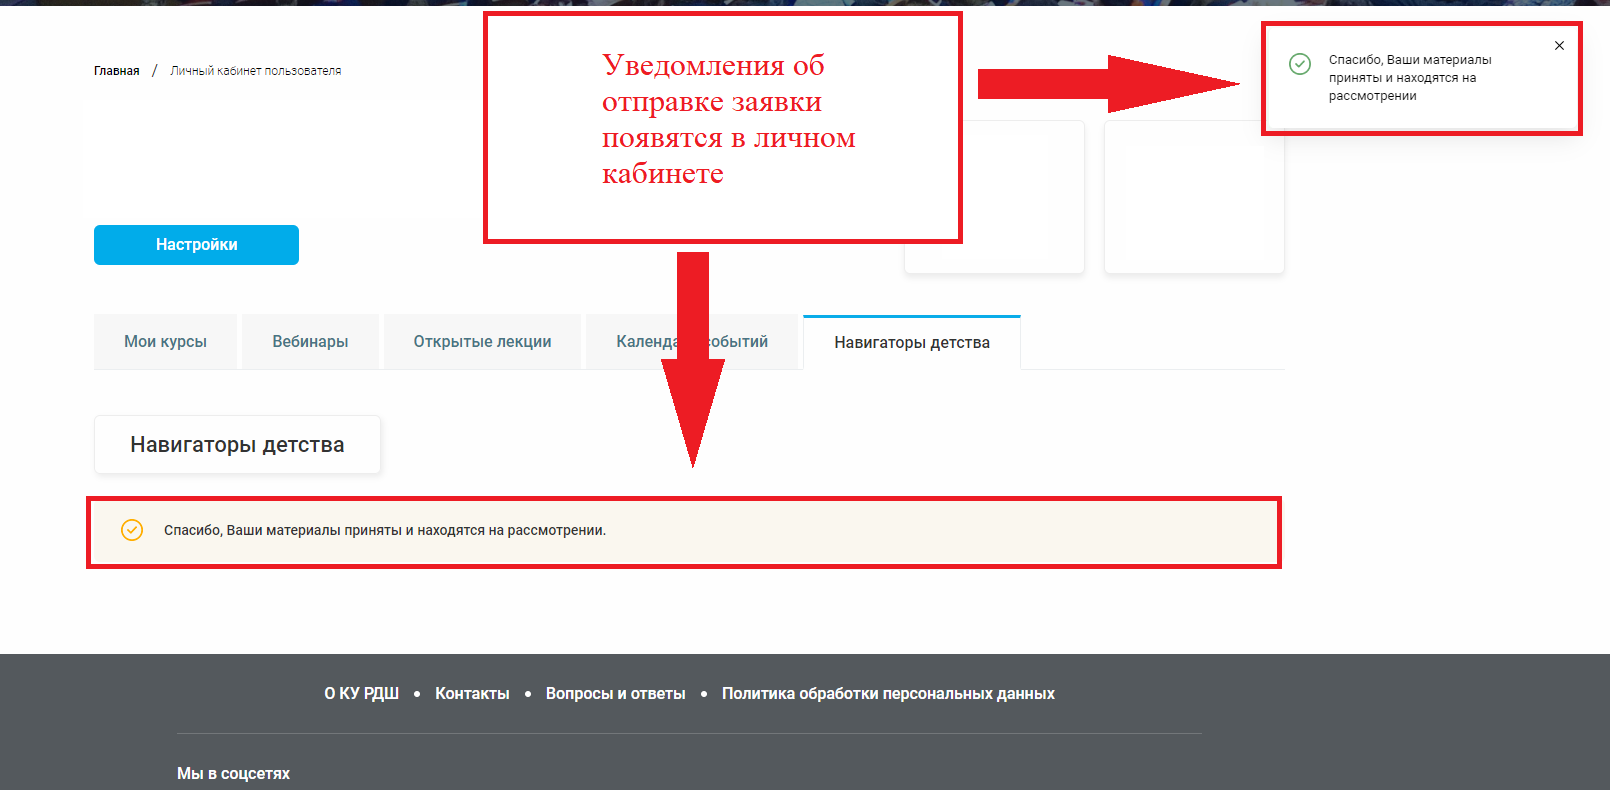 Уведомления об
отправке заявки
появятся в личном
кабинете
Спасибо, Ваши материалы
приняты и находятся на
рассмотрении
Главная / Личный кабинет пользователя
Настройки
Мои курсы
Вебинары
Открытые лекции
Календа обытий
Навигаторы детства
Навигаторы детства
Спасибо, Ваши материалы приняты и находятся на рассмотрении.
О КУ РДШ • Контакты • Вопросы и ответы • Политика обработки персональных данных
Мы в соцсетях